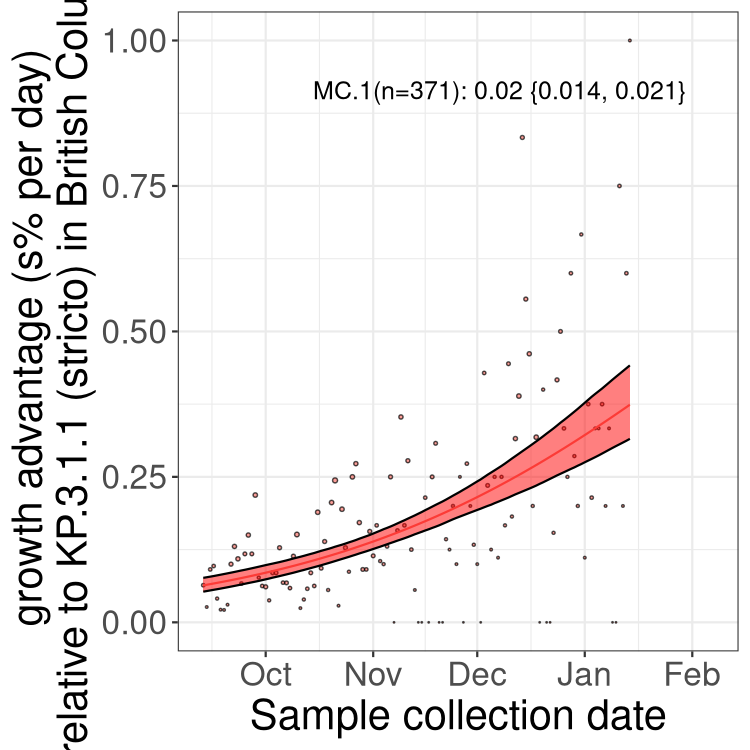 growth advantage (s% per day)
relative to KP.3.1.1 (stricto) in British
1.00
0.75
0.50
0.25
0.00
MC.1(n=371): 0.02 {0.014, 0.021}
Oct Nov Dec Jan Feb
Sample collection date